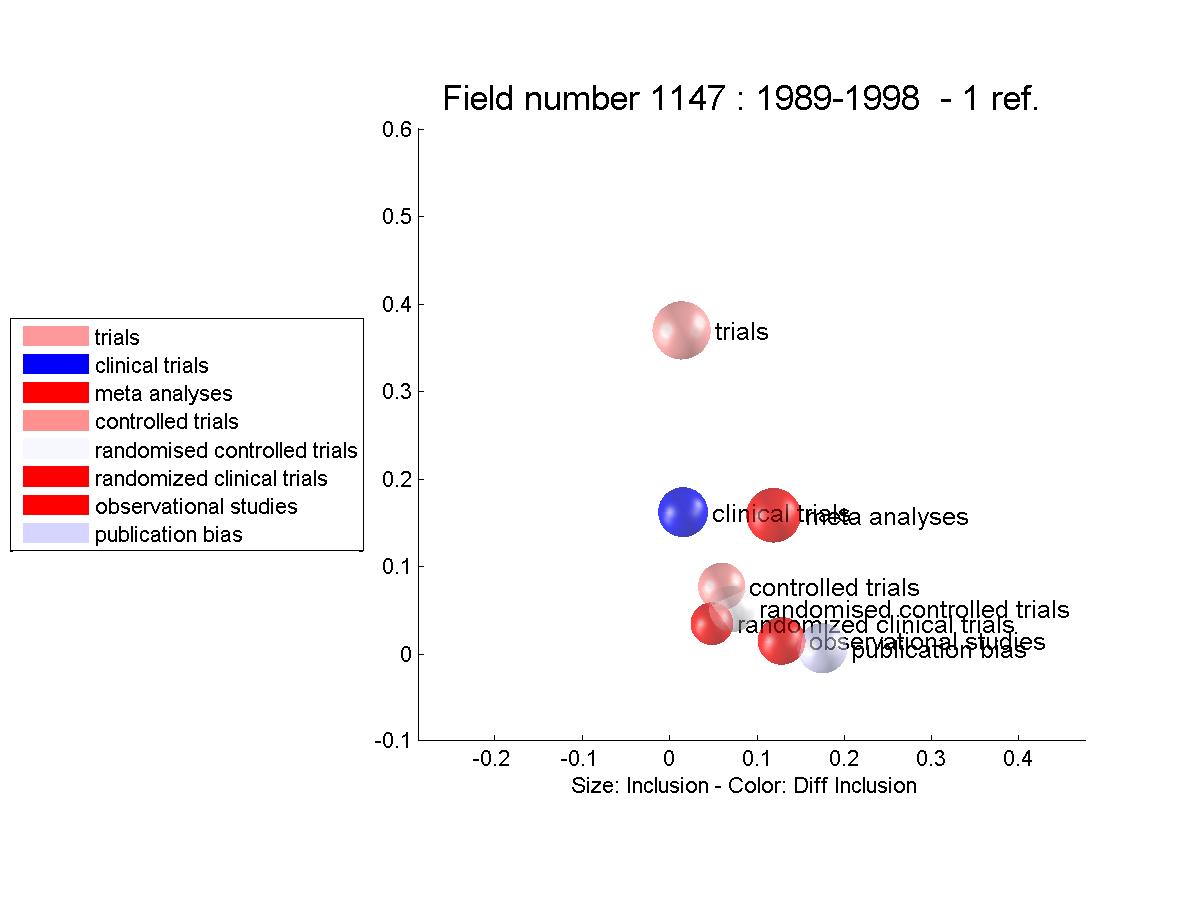 Field number 1147 : 1989-1998 - 1 ref.
trials
clinical trials
meta analyses
controlled trials
randomised controlled trials
randomized clinical trials
observational studies
publication bias
0.6
0.5
0.4
0.3
0.2
0.1
0
-0.1
trials
clinical trials
meta analyses
controlled trials
randomised controlled trials
randomized clinical trials
observational studies
publication bias
-0.2 -0.1 0 0.1 0.2 0.3 0.4
Size: Inclusion - Color: Diff Inclusion